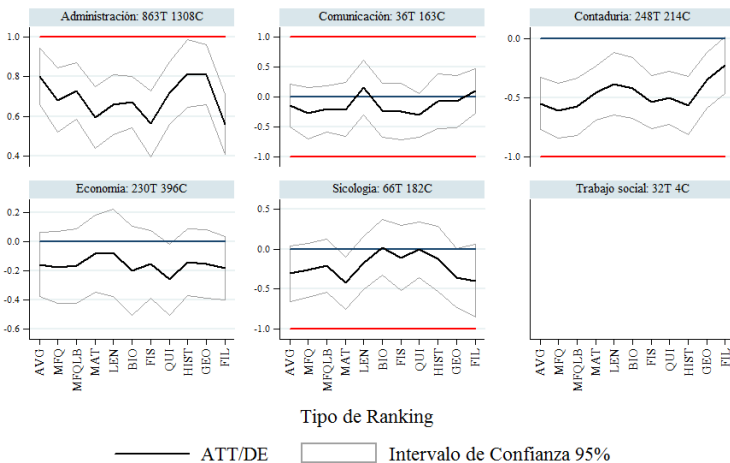 Administración: 863T 1308C
Comunicación: 36T 163C
Contaduria: 248T 214C
1.0
0.8
0.6
0.4
1.0
0.5
0.0
-0.5
-1.0
0.0
-0.5
-1.0
Economia: 230T 396C
Sicologia: 66T 182C
Trabajo social: 32T 4C
0.2
0.0
-0.2
-0.4
-0.6
0.5
0.0
-0.5
-1.0
AVG MFQ MFQLB MAT LEN BIO FIS QUI HIST GEO FIL
AVG MFQ MFQLB MAT LEN BIO FIS QUI HIST GEO FIL
AVG MFQ MFQLB MAT LEN BIO FIS QUI HIST GEO FIL
Tipo de Ranking
ATT/DE
Intervalo de Confianza 95%